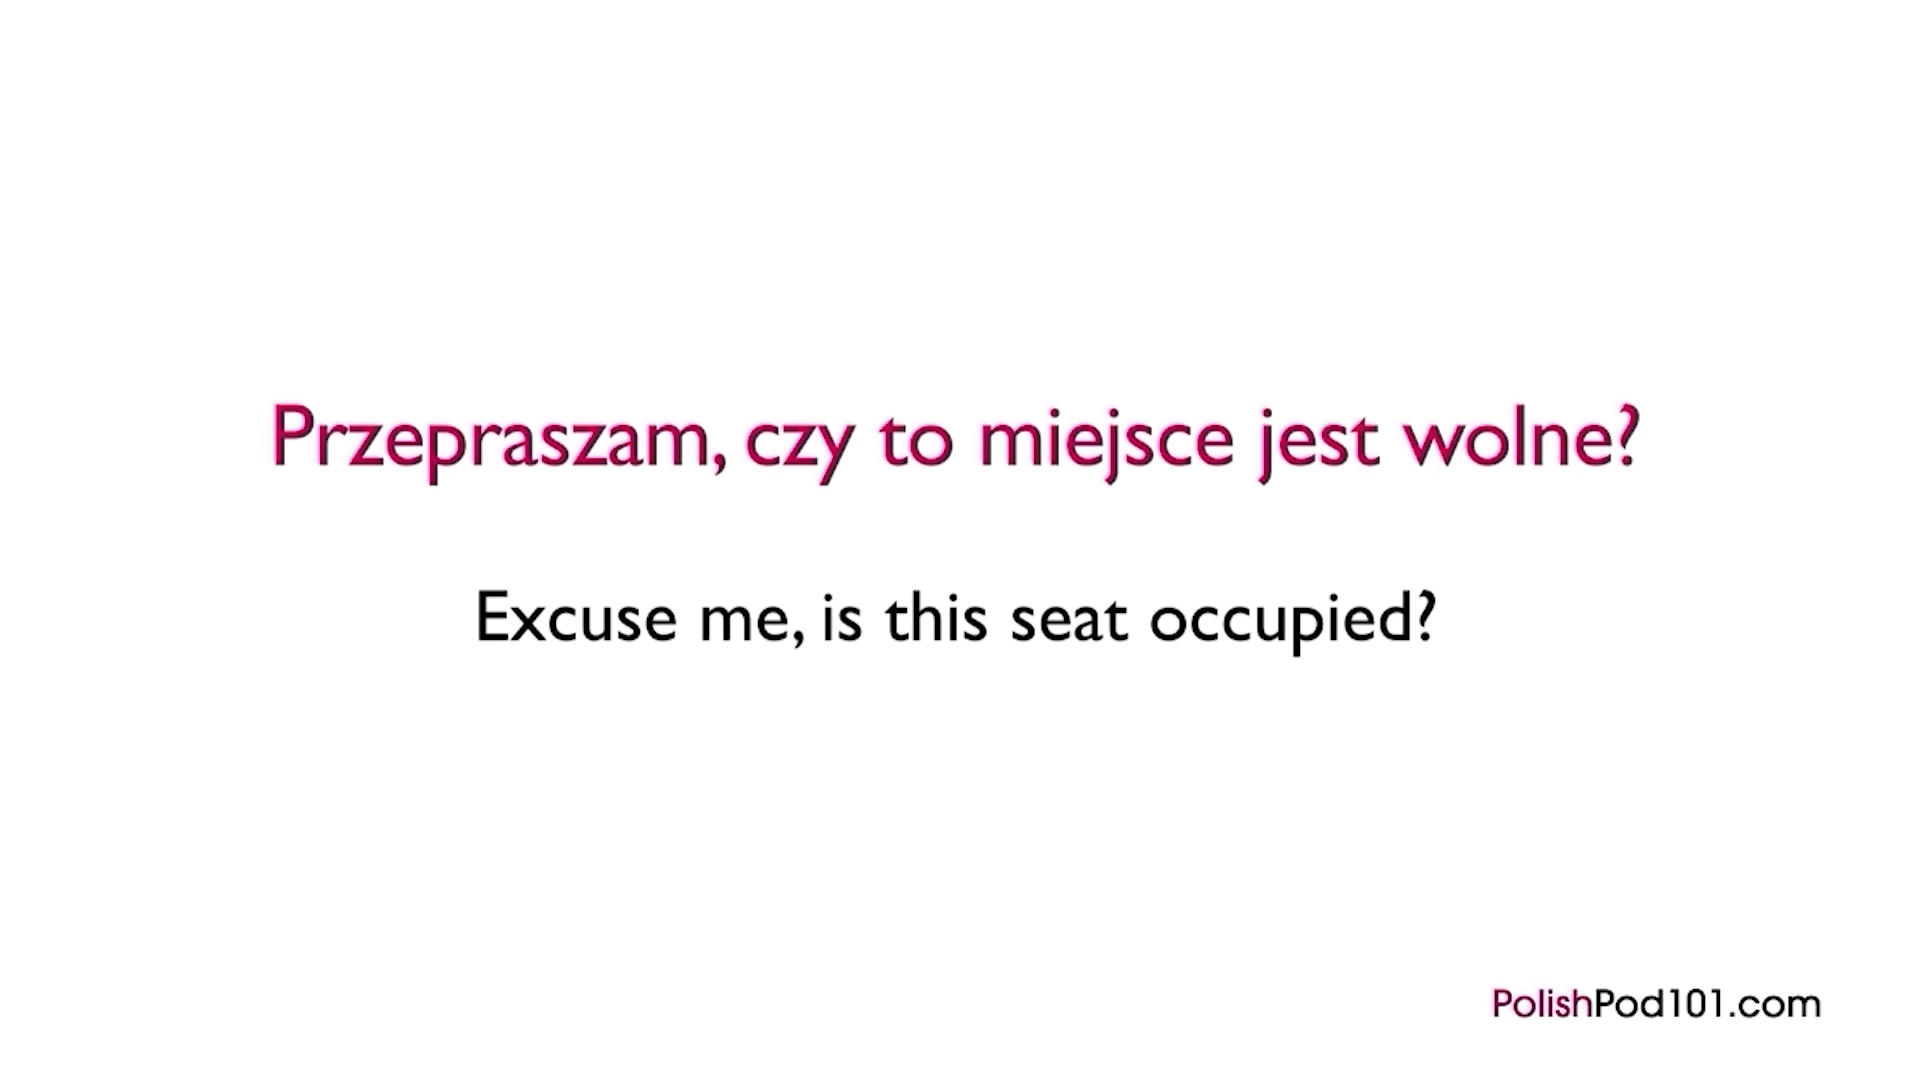 Przepraszam, czy to miejsce jest wolne?
Excuse me, is this seat occupied?
PolishPod101.com